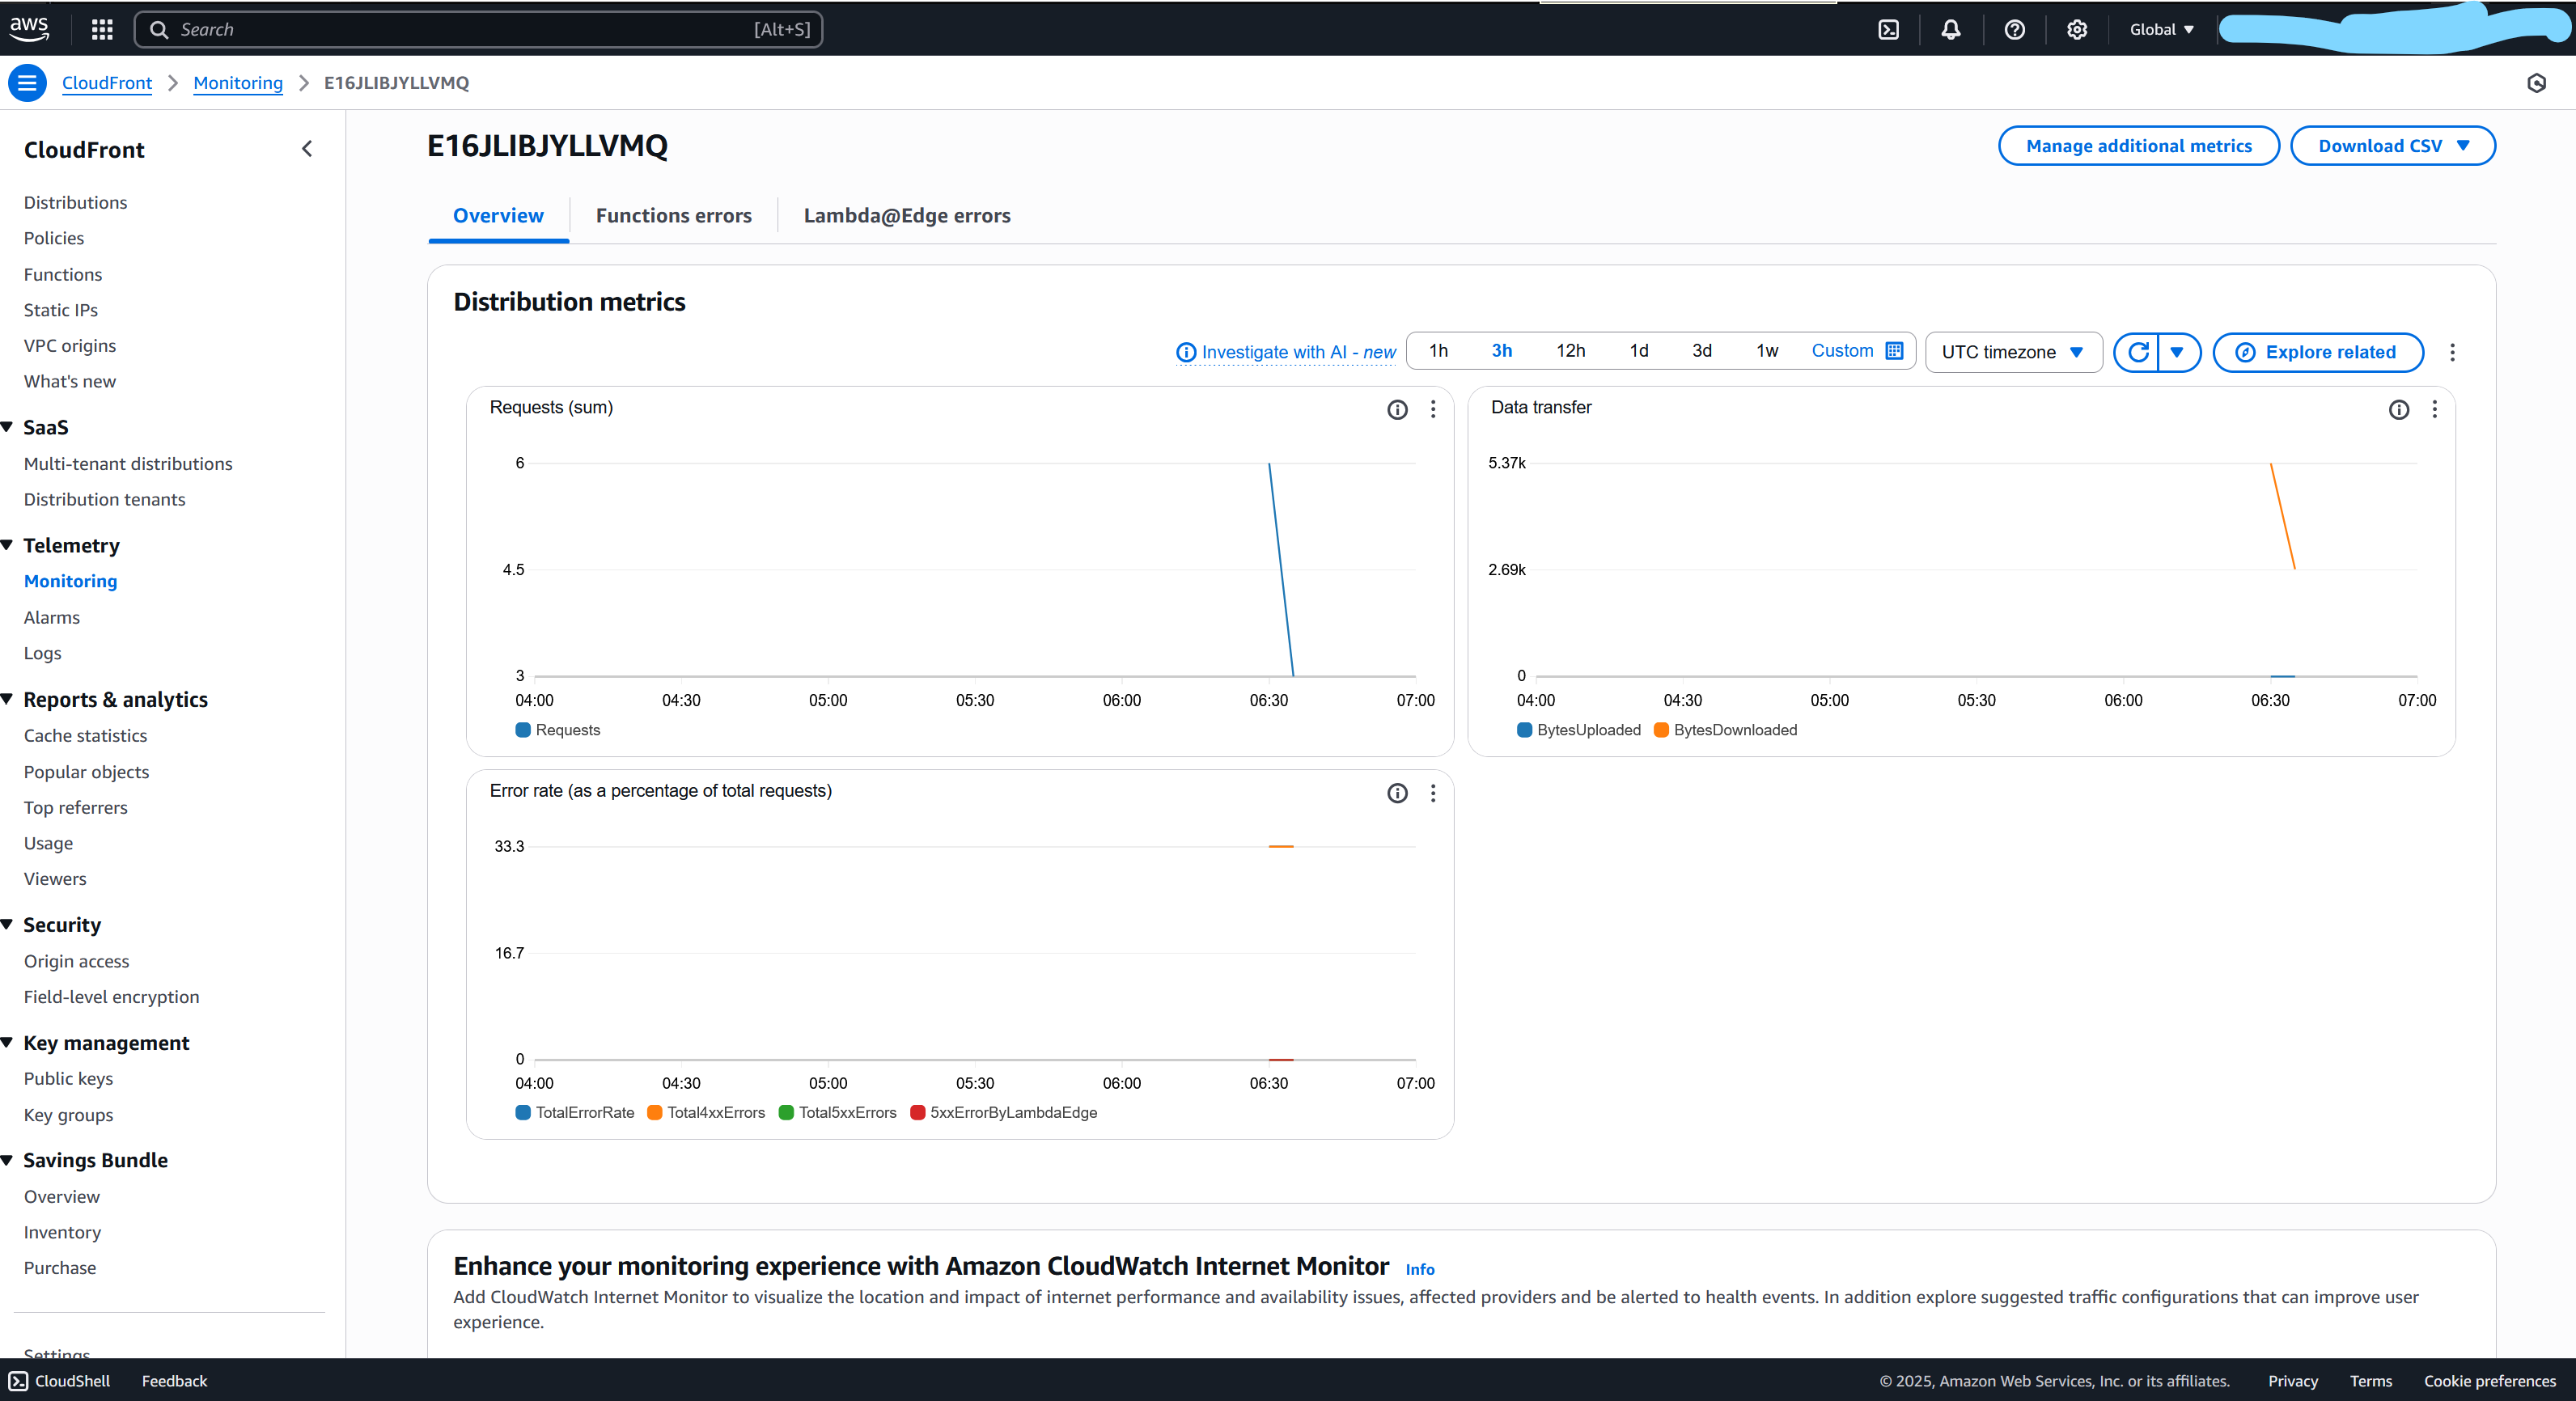 aws
Search [Alt+S]
Global
CloudFront
Monitoring
E16JLIBJYLLVMQ
CloudFront
Distributions
Policies
Functions
Static IPs
VPC origins
What's new
SaaS
Multi-tenant distributions
Distribution tenants
Telemetry
Monitoring
Alarms
Logs
Reports & analytics
Cache statistics
Popular objects
Top referrers
Usage
Viewers
Security
Origin access
Field-level encryption
Key management
Public keys
Key groups
Savings Bundle
Overview
Inventory
Purchase
Settings
E16JLIBJYLLVMQ
Manage additional metrics
Download CSV
Overview
Functions errors
Lambda@Edge errors
Distribution metrics
Investigate with AI - new
1h 3h 12h 1d 3d 1w Custom
UTC timezone
Explore related
Requests (sum)
6
4.5
3
04:00 04:30 05:00 05:30 06:00 06:30 07:00
Requests
Data transfer
5.37k
2.69k
0
04:00 04:30 05:00 05:30 06:00 06:30 07:00
BytesUploaded BytesDownloaded
Error rate (as a percentage of total requests)
33.3
16.7
0
04:00 04:30 05:00 05:30 06:00 06:30 07:00
TotalErrorRate Total4xxErrors Total5xxErrors 5xxErrorByLambdaEdge
Enhance your monitoring experience with Amazon CloudWatch Internet Monitor Info
Add CloudWatch Internet Monitor to visualize the location and impact of internet performance and availability issues, affected providers and be alerted to health events. In addition explore suggested traffic configurations that can improve user
experience.
CloudShell
Feedback
© 2025, Amazon Web Services, Inc. or its affiliates.
Privacy
Terms
Cookie preferences